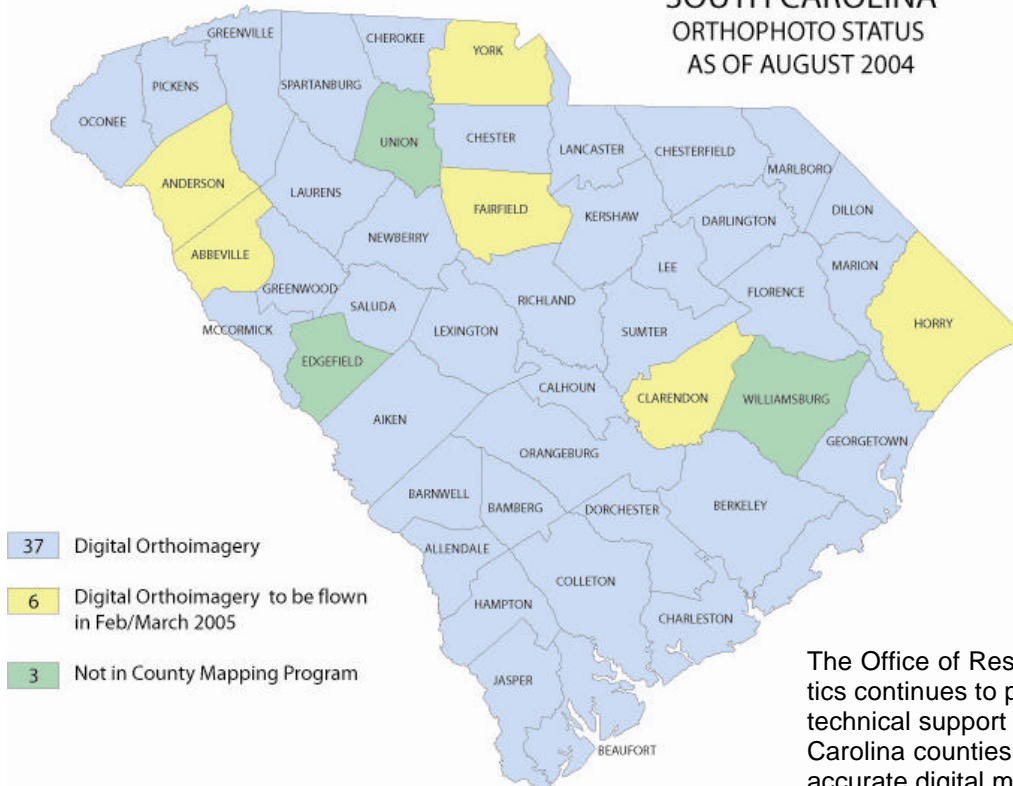 SOUTH CAROLINA
ORTHOPHOTO STATUS
AS OF AUGUST 2004
GREENVILLE
CHEROKEE
YORK
PICKENS
SPARTANBURG
OCONEE
UNION
CHESTER
LANCASTER
CHESTERFIELD
MARLBORO
ANDERSON
LAURENS
FAIRFIELD
KERSHAW
DARLINGTON
DILLON
ABBEVILLE
NEWBERRY
LEE
MARION
GREENWOOD
SALUDA
RICHLAND
FLORENCE
MCCORMICK
LEXINGTON
SUMTER
HORRY
EDGEFIELD
CALHOUN
CLARENDON
WILLIAMSBURG
AIKEN
GEORGETOWN
ORANGEBURG
BARNWELL
BAMBERG
DORCHESTER
BERKELEY
ALLENDALE
COLLETON
HAMPTON
CHARLESTON
JASPER
BEAUFORT
37 Digital Orthoimagery
6 Digital Orthoimagery to be flown
in Feb/March 2005
3 Not in County Mapping Program
The Office of Res
tics continues to p
technical support
Carolina counties
accurate digital m